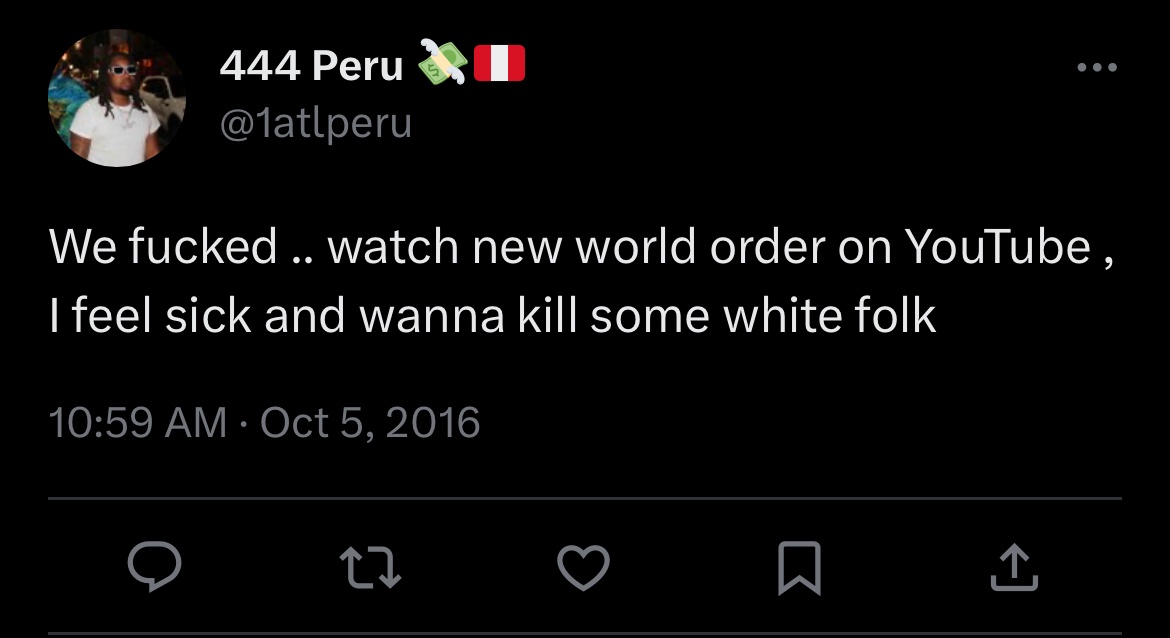 444 Peru 💸🇵🇪
@1atlperu
We fucked .. watch new world order on YouTube ,
I feel sick and wanna kill some white folk
10:59 AM · Oct 5, 2016